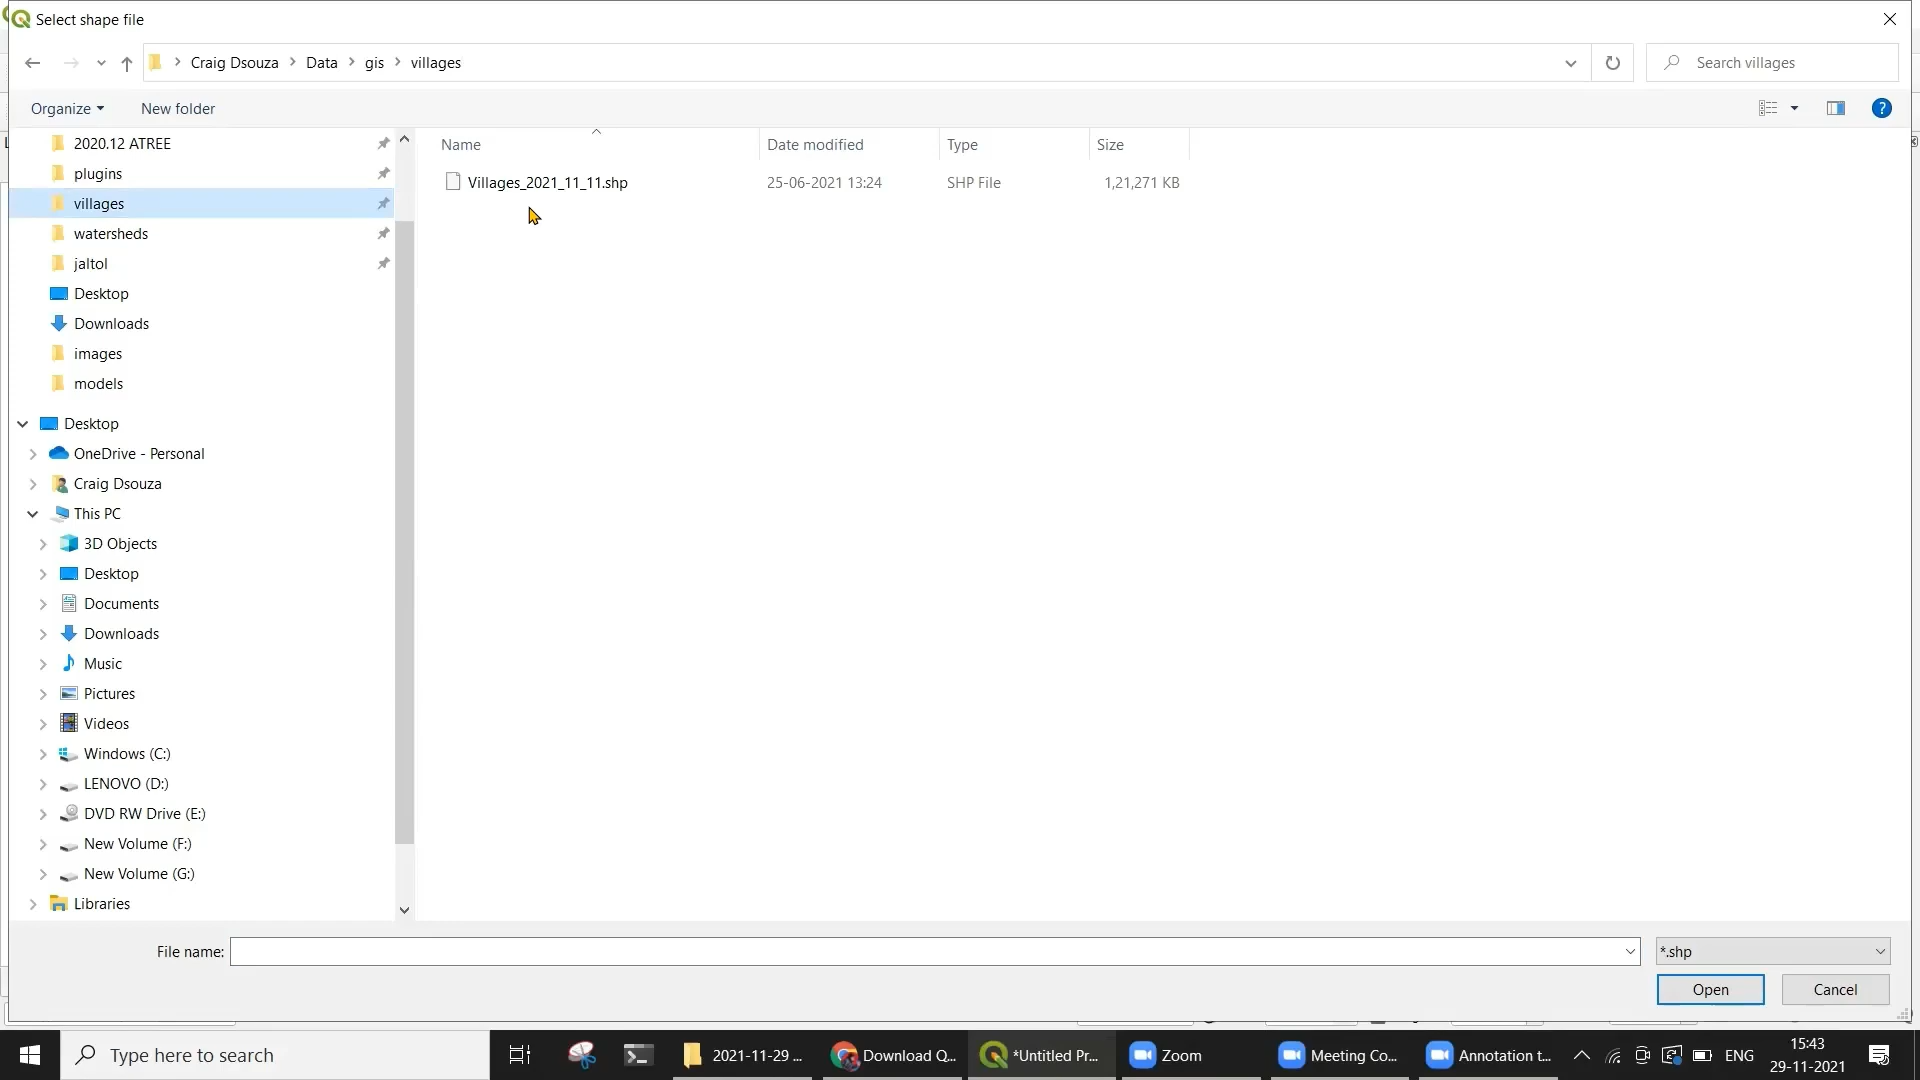 Select shape file
Craig Dsouza
Data
gis
villages
Search villages
Organize
New folder
2020.12 ATREE
plugins
villages
watersheds
jaltol
Desktop
Downloads
images
models
Desktop
OneDrive - Personal
Craig Dsouza
This PC
3D Objects
Desktop
Documents
Downloads
Music
Pictures
Videos
Windows (C:)
LENOVO (D:)
DVD RW Drive (E:)
New Volume (F:)
New Volume (G:)
Libraries
Name Date modified Type Size
Villages_2021_11_11.shp 25-06-2021 13:24 SHP File 1,21,271 KB
File name:
*.shp
Open
Cancel
Type here to search
2021-11-29 ...
Download Q...
*Untitled Pr...
Zoom
Meeting Co...
Annotation t...
ENG
15:43
29-11-2021